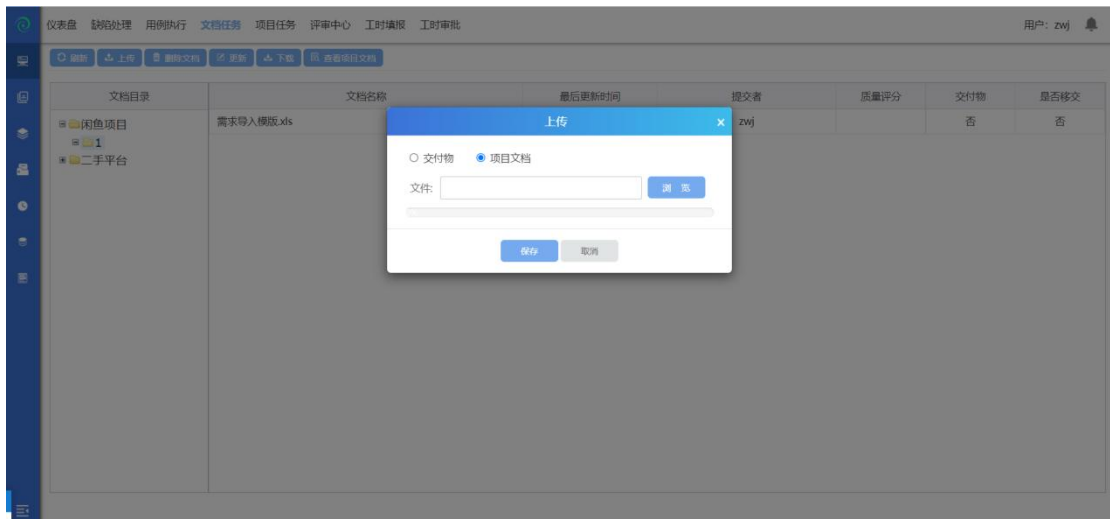 仪表盘 缺陷处理 用例执行 文档任务 项目任务 评审中心 工时填报 工时审批 用户：zwj
刷新 上传 删除文档 更新 下载 查看项目文档
文档目录 文档名称 最后更新时间 提交者 质量评分 交付物 是否移交
闲鱼项目 需求导入模版.xls zwj 否 否
1
二手平台
上传 ×
交付物 项目文档
文件: 浏 览
保存 取消